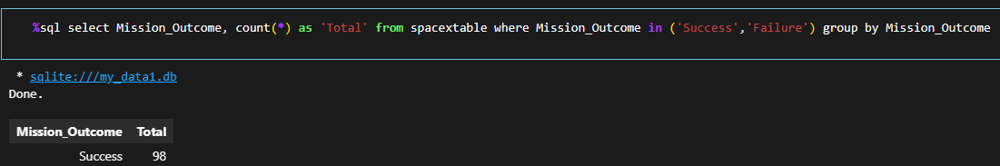 %sql select Mission_Outcome, count(*) as 'Total' from spacextable where Mission_Outcome in ('Success','Failure') group by Mission_Outcome
* sqlite:///my_data1.db
Done.
Mission_Outcome Total
Success 98